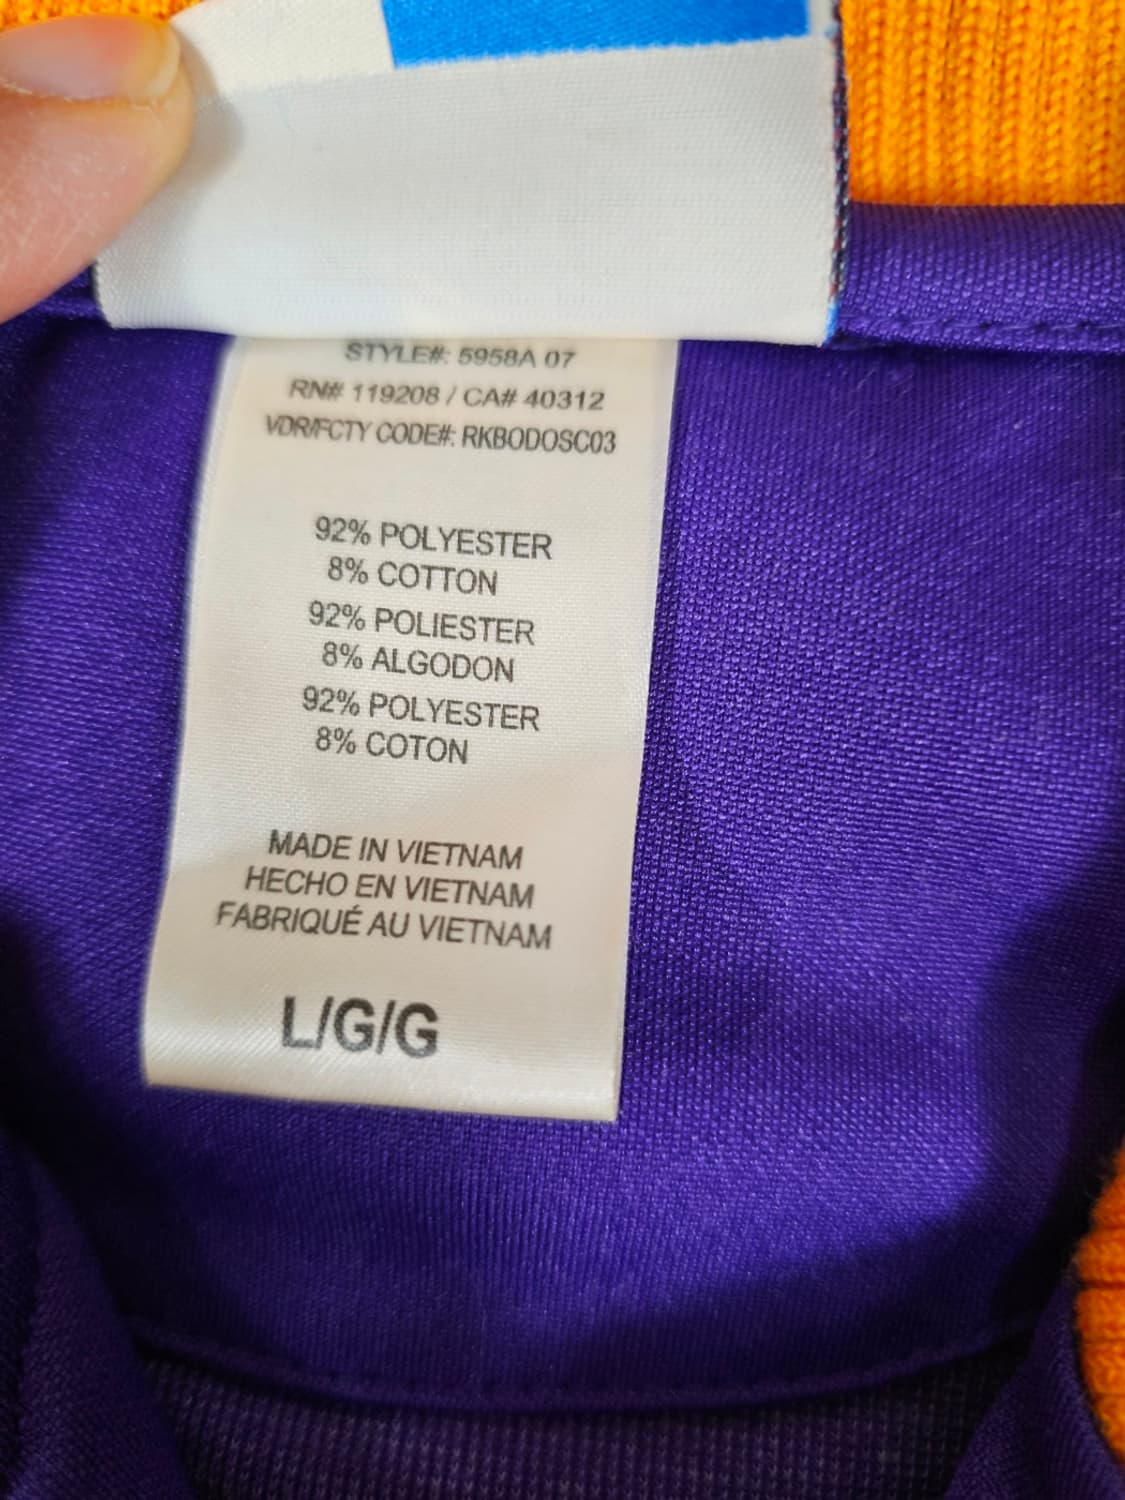 STYLE#: 5958A 07
RN# 119208 / CA# 40312
VDR/FCTY CODE#: RKBODOSC03
92% POLYESTER
8% COTTON
92% POLIESTER
8% ALGODON
92% POLYESTER
8% COTON
MADE IN VIETNAM
HECHO EN VIETNAM
FABRIQUÉ AU VIETNAM
L/G/G